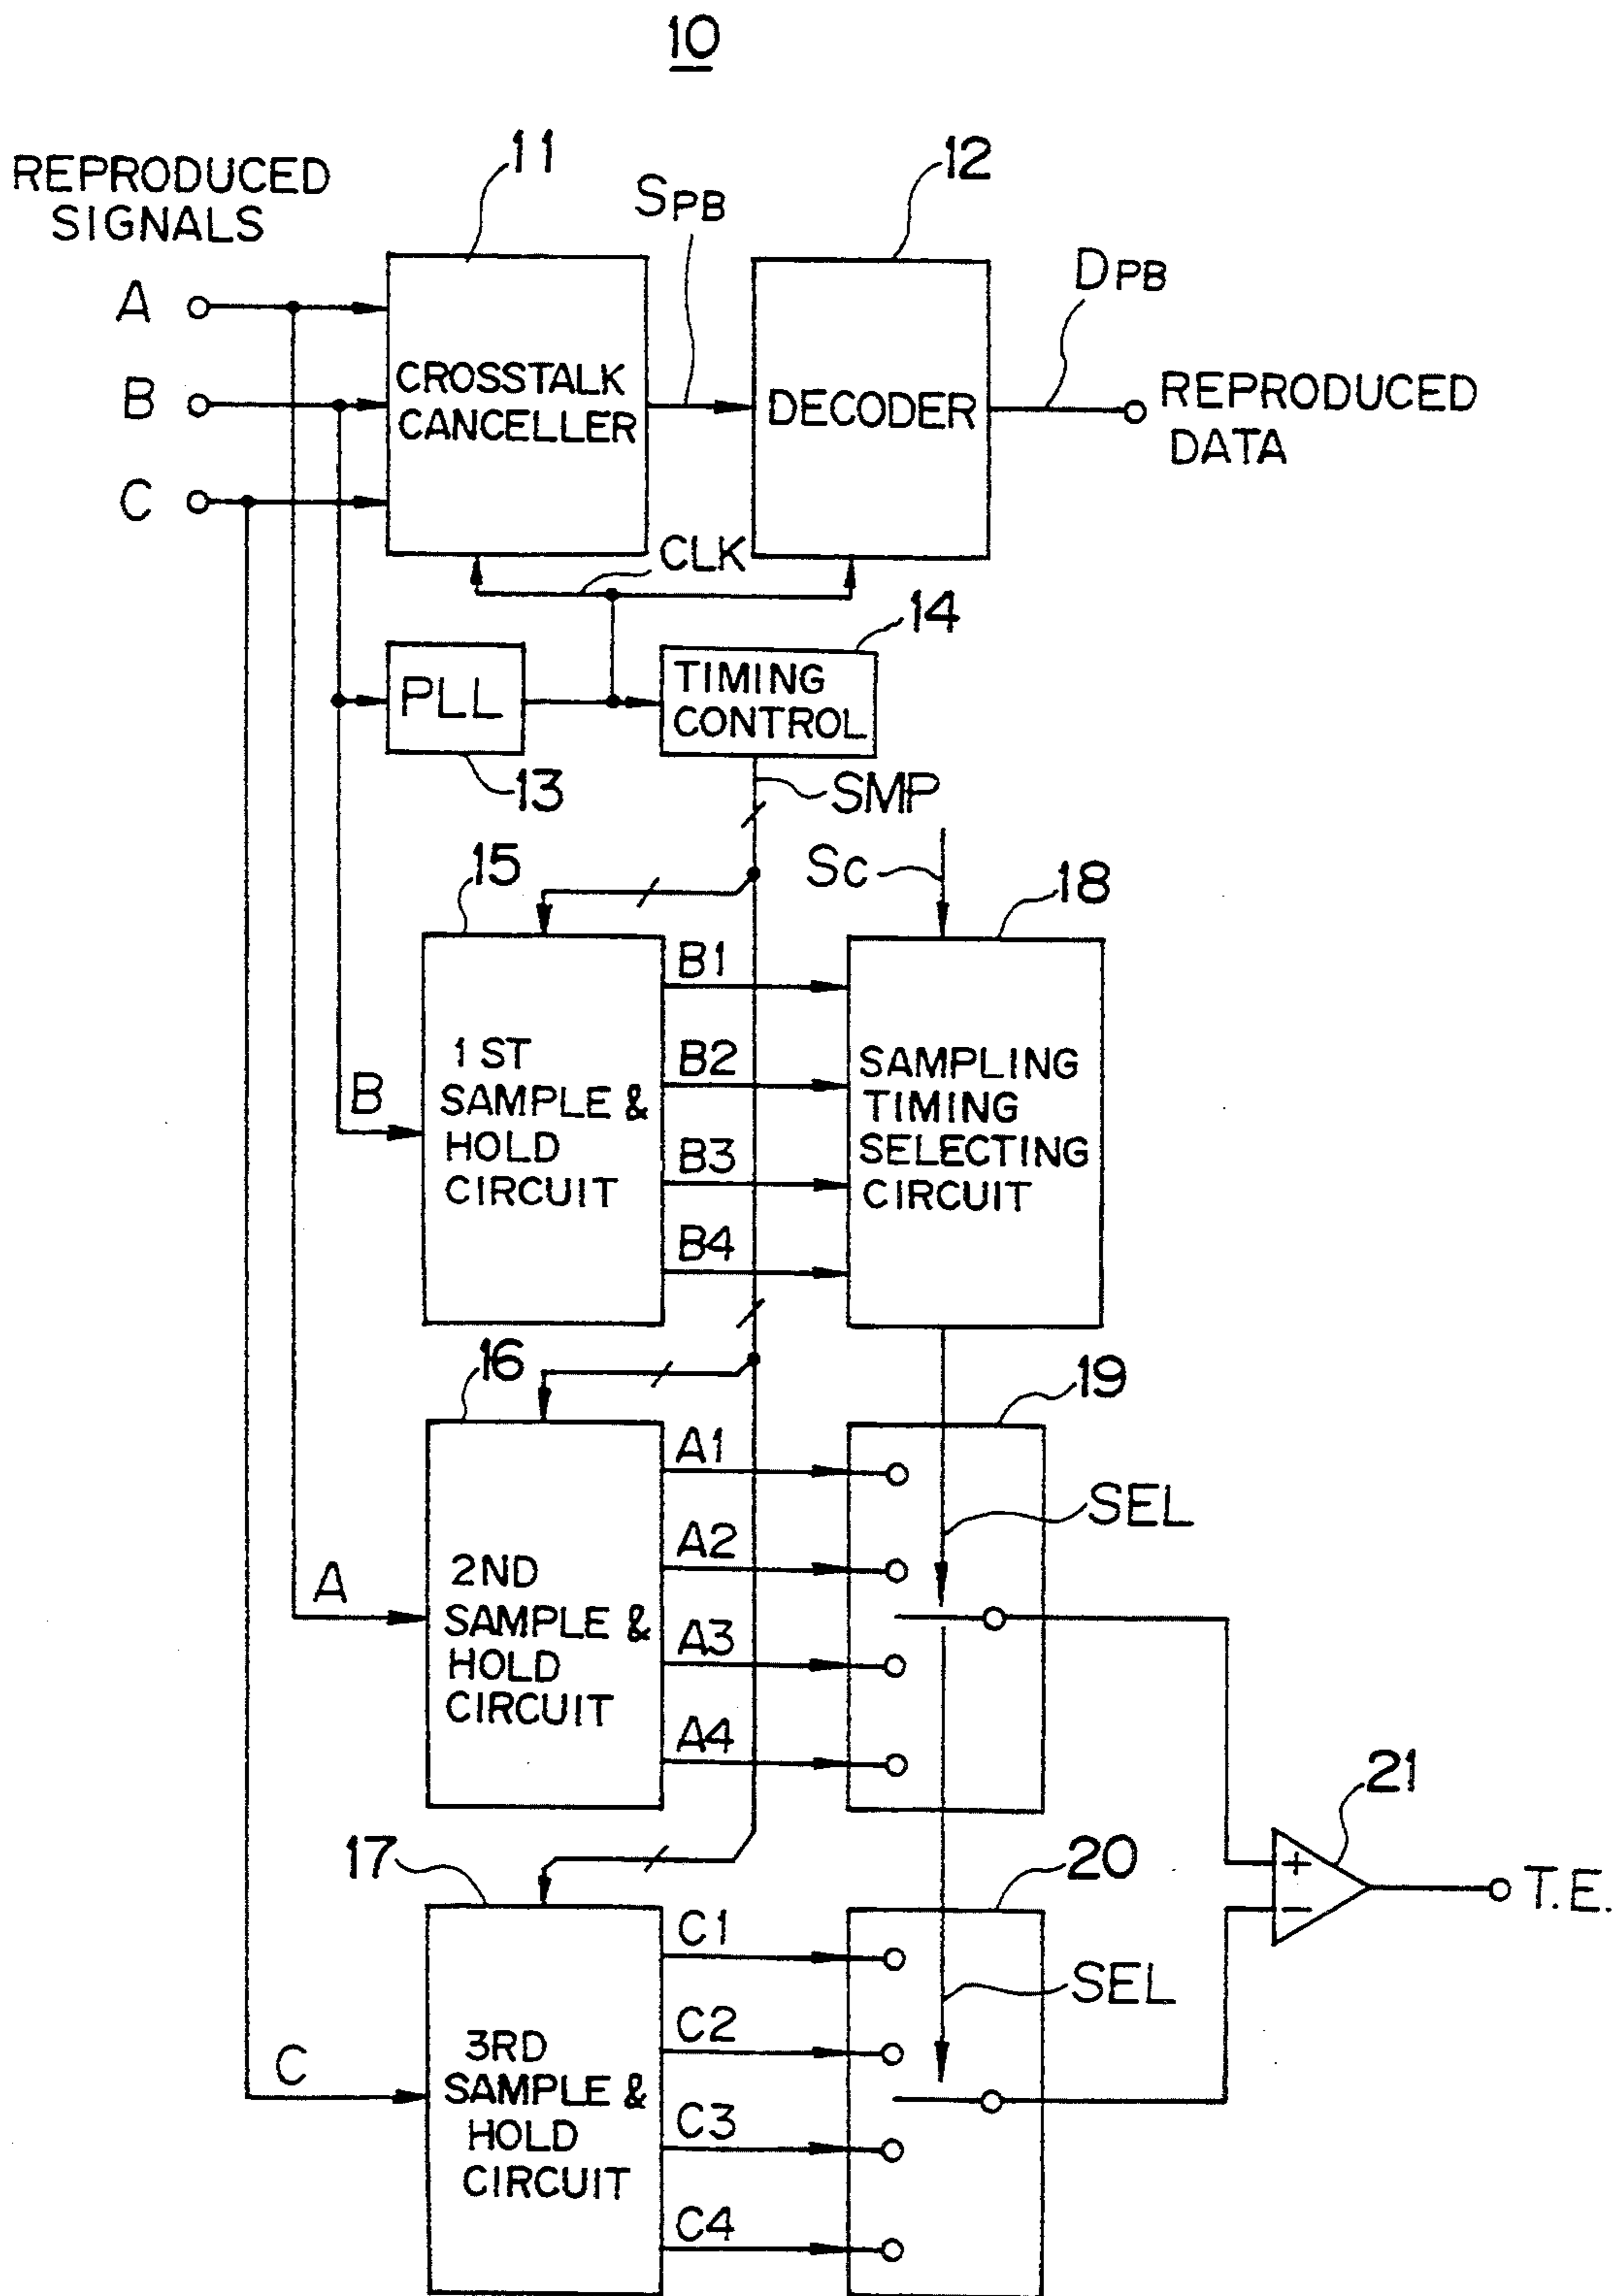 10
REPRODUCED
SIGNALS
11
SPB
12
DPB
A
B
C
CROSSTALK
CANCELLER
DECODER
REPRODUCED
DATA
CLK
PLL
13
14
TIMING
CONTROL
SMP
15
Sc
18
B
1ST
SAMPLE &
HOLD
CIRCUIT
B1
B2
B3
B4
SAMPLING
TIMING
SELECTING
CIRCUIT
16
19
A
2ND
SAMPLE &
HOLD
CIRCUIT
A1
A2
A3
A4
SEL
17
20
21
+
−
T.E.
C
3RD
SAMPLE &
HOLD
CIRCUIT
C1
C2
C3
C4
SEL